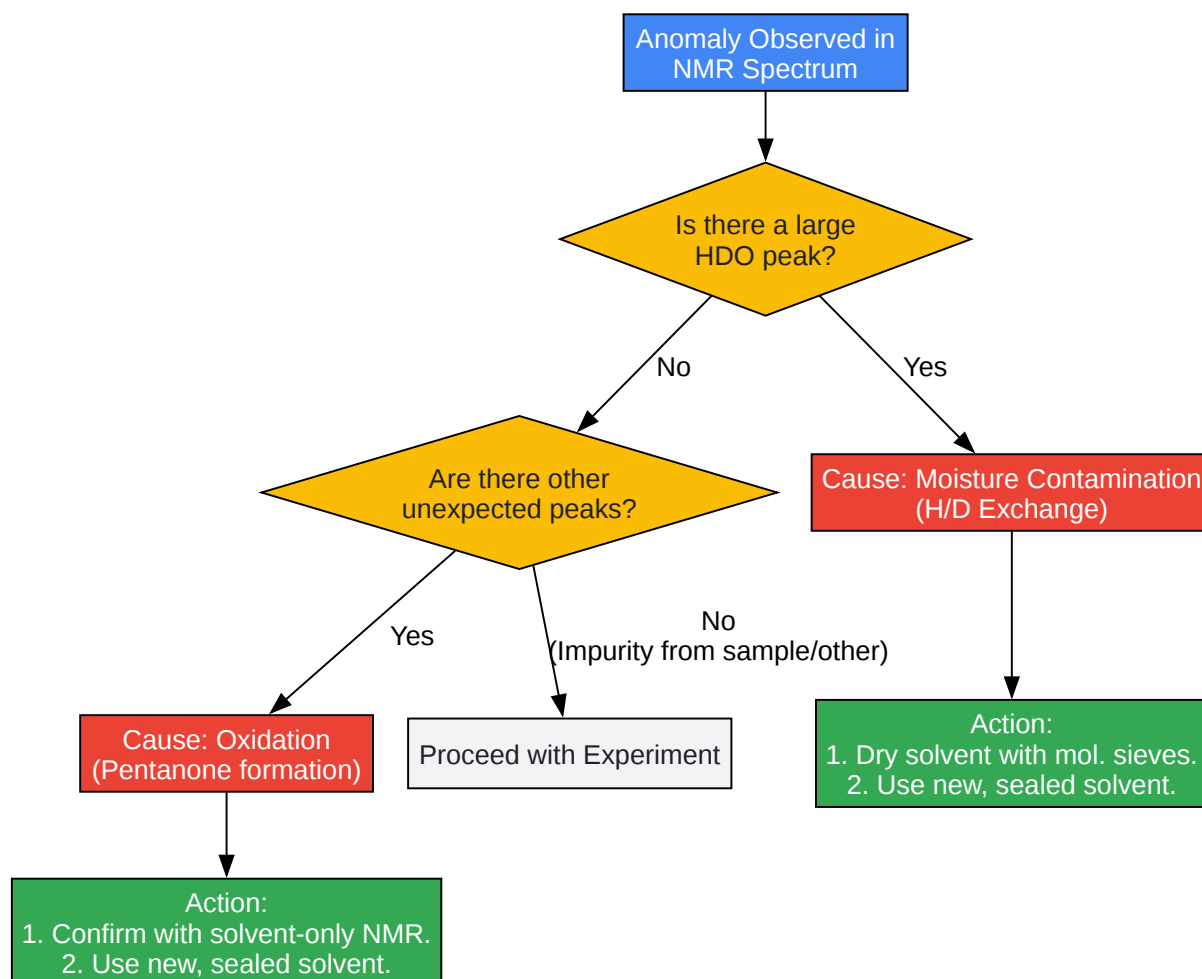 Anomaly Observed in
NMR Spectrum
Is there a large
HDO peak?
No
Yes
Are there other
unexpected peaks?
Cause: Moisture Contamination
(H/D Exchange)
Yes
No
(Impurity from sample/other)
Cause: Oxidation
(Pentanone formation)
Proceed with Experiment
Action:
1. Dry solvent with mol. sieves.
2. Use new, sealed solvent.
Action:
1. Confirm with solvent-only NMR.
2. Use new, sealed solvent.